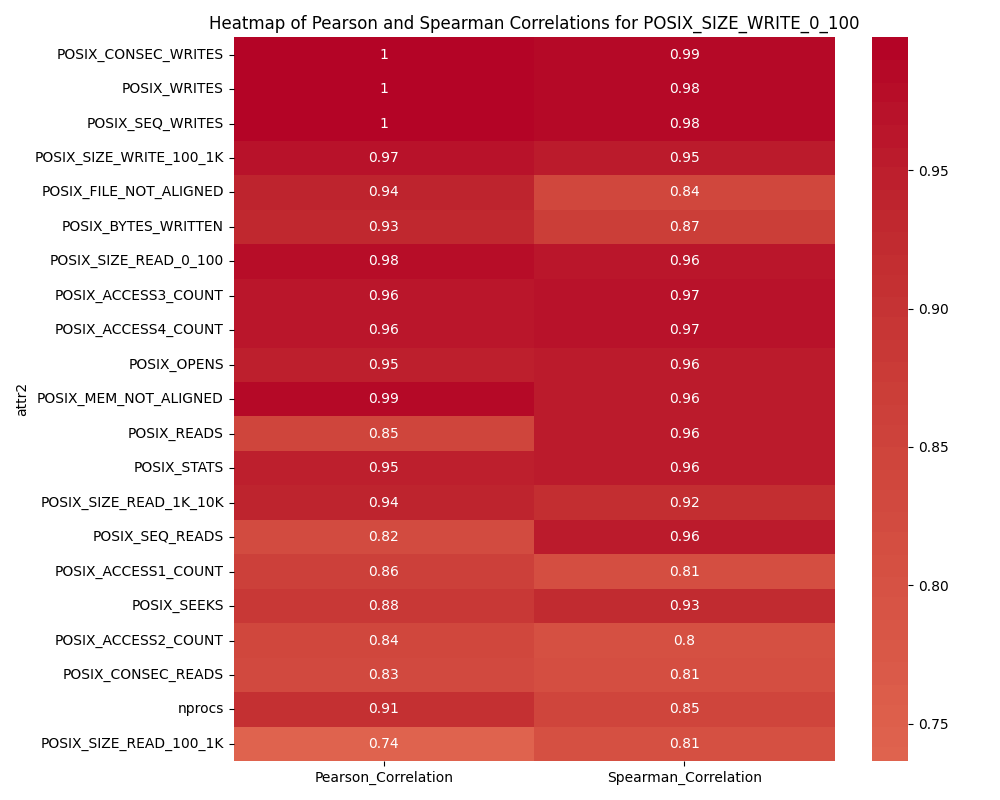 Heatmap of Pearson and Spearman Correlations for POSIX_SIZE_WRITE_0_100
POSIX_CONSEC_WRITES 1 0.99
POSIX_WRITES 1 0.98
POSIX_SEQ_WRITES 1 0.98
POSIX_SIZE_WRITE_100_1K 0.97 0.95
POSIX_FILE_NOT_ALIGNED 0.94 0.84
POSIX_BYTES_WRITTEN 0.93 0.87
POSIX_SIZE_READ_0_100 0.98 0.96
POSIX_ACCESS3_COUNT 0.96 0.97
POSIX_ACCESS4_COUNT 0.96 0.97
POSIX_OPENS 0.95 0.96
POSIX_MEM_NOT_ALIGNED 0.99 0.96
POSIX_READS 0.85 0.96
POSIX_STATS 0.95 0.96
POSIX_SIZE_READ_1K_10K 0.94 0.92
POSIX_SEQ_READS 0.82 0.96
POSIX_ACCESS1_COUNT 0.86 0.81
POSIX_SEEKS 0.88 0.93
POSIX_ACCESS2_COUNT 0.84 0.8
POSIX_CONSEC_READS 0.83 0.81
nprocs 0.91 0.85
POSIX_SIZE_READ_100_1K 0.74 0.81
attr2
Pearson_Correlation Spearman_Correlation
0.95
0.90
0.85
0.80
0.75